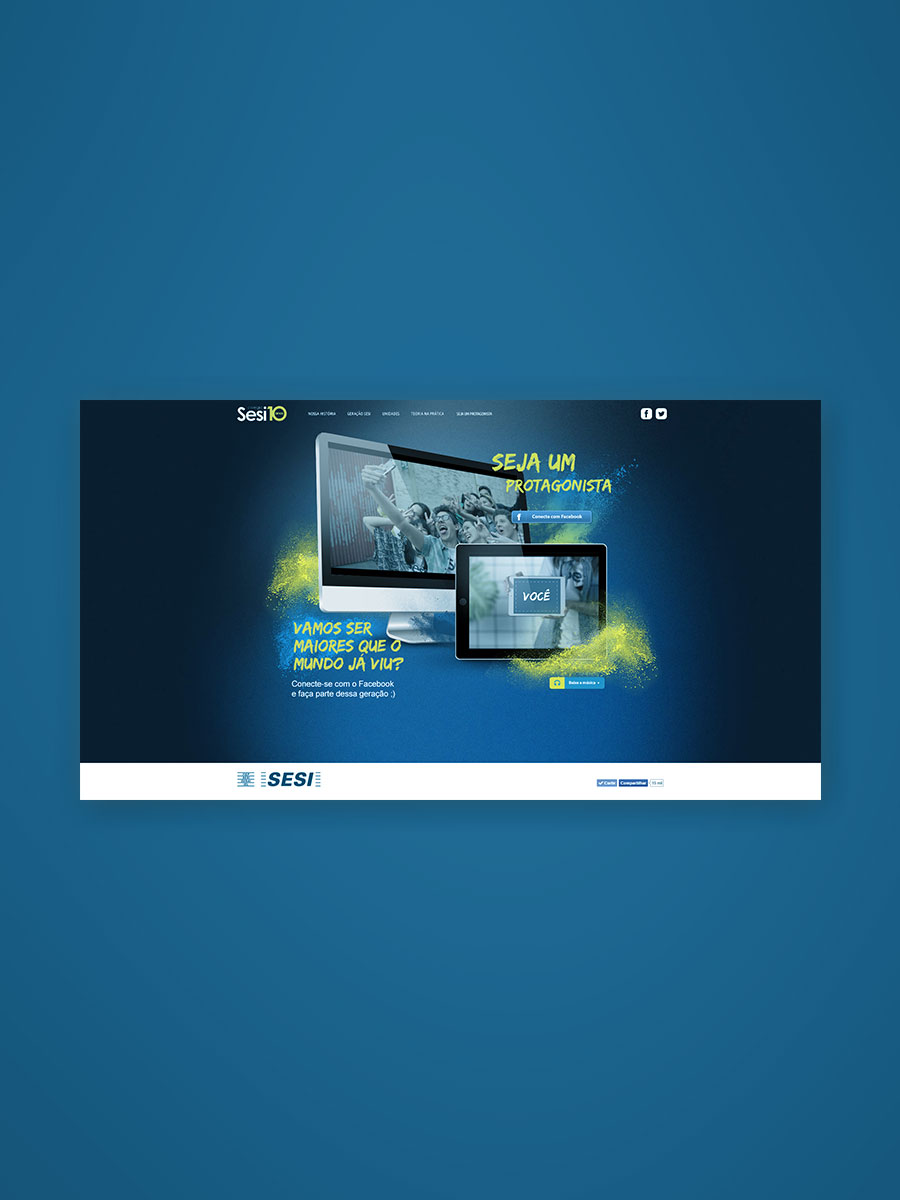 Sesi10
NOSSA HISTÓRIA GERAÇÃO SESI UNIDADES TEORIA NA PRÁTICA SEJA UM PROTAGONISTA
SEJA UM
PROTAGONISTA
Conecte com Facebook
VOCÊ
VAMOS SER
MAIORES QUE O
MUNDO JÁ VIU?
Conecte-se com o Facebook
e faça parte dessa geração ;)
Baixe a música
SESI
Curtir Compartilhar